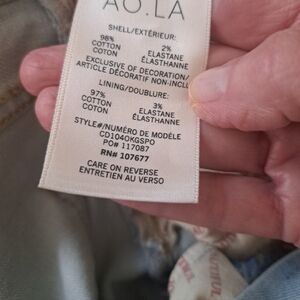 AO.LA
SHELL/EXTÉRIEUR:
98% 2%
COTTON ELASTANE
COTON ÉLASTHANNE
EXCLUSIVE OF DECORATION/
ARTICLE DÉCORATIF NON-INCLU
LINING/DOUBLURE:
97% 3%
COTTON ELASTANE
COTON ÉLASTHANNE
STYLE#/NUMÉRO DE MODÈLE
CD1040KGSPO
PO# 117087
RN# 107677
CARE ON REVERSE
ENTRETIEN AU VERSO